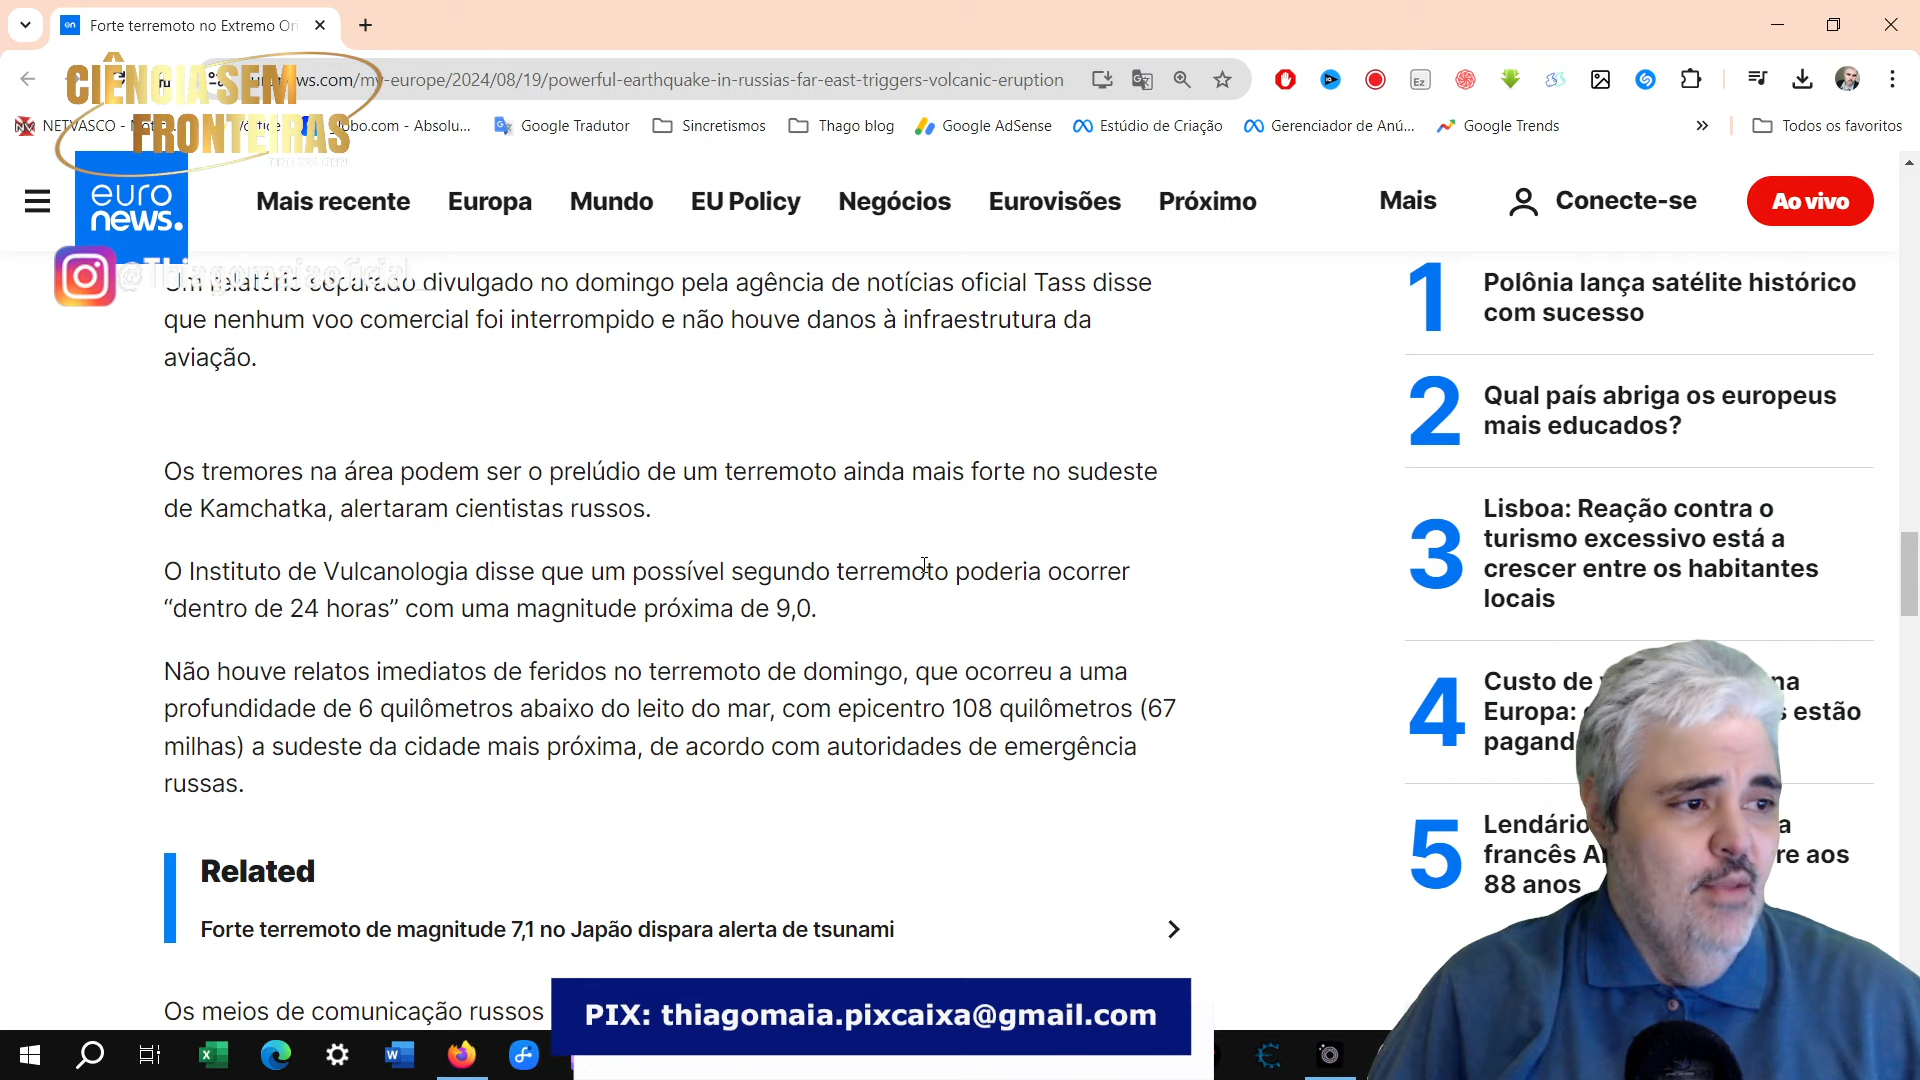 Forte terremoto no Extremo Ori
CIÊNCIA SEM
FRONTEIRAS
ws.com/my-europe/2024/08/19/powerful-earthquake-in-russias-far-east-triggers-volcanic-eruption
NETVASCO - Notíc
Vórtice
globo.com - Absolu...
Google Tradutor
Sincretismos
Thago blog
Google AdSense
Estúdio de Criação
Gerenciador de Anú...
Google Trends
Todos os favoritos
euro
news.
Mais recente
Europa
Mundo
EU Policy
Negócios
Eurovisões
Próximo
Mais
Conecte-se
Ao vivo
@Thiagomaiaoficial_
Um relatório separado divulgado no domingo pela agência de notícias oficial Tass disse
que nenhum voo comercial foi interrompido e não houve danos à infraestrutura da
aviação.
Os tremores na área podem ser o prelúdio de um terremoto ainda mais forte no sudeste
de Kamchatka, alertaram cientistas russos.
O Instituto de Vulcanologia disse que um possível segundo terremoto poderia ocorrer
“dentro de 24 horas” com uma magnitude próxima de 9,0.
Não houve relatos imediatos de feridos no terremoto de domingo, que ocorreu a uma
profundidade de 6 quilômetros abaixo do leito do mar, com epicentro 108 quilômetros (67
milhas) a sudeste da cidade mais próxima, de acordo com autoridades de emergência
russas.
Related
Forte terremoto de magnitude 7,1 no Japão dispara alerta de tsunami
Os meios de comunicação russos
1
Polônia lança satélite histórico
com sucesso
2
Qual país abriga os europeus
mais educados?
3
Lisboa: Reação contra o
turismo excessivo está a
crescer entre os habitantes
locais
4
Custo de na
Europa: estão
pagand
5
Lendário a
francês A re aos
88 anos
PIX: thiagomaia.pixcaixa@gmail.com